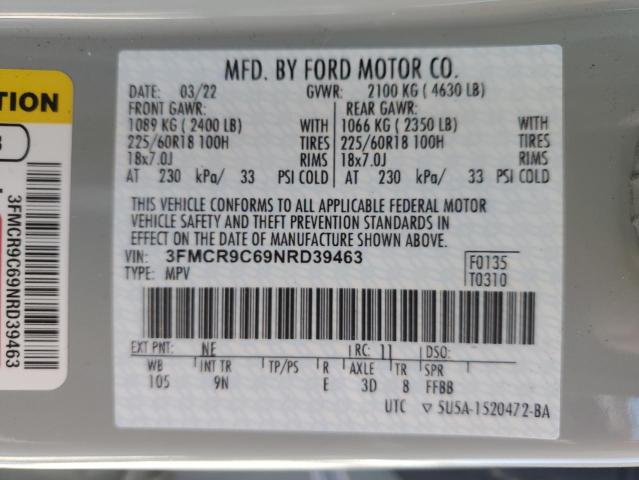 TION
3FMCR9C69NRD39463
MFD. BY FORD MOTOR CO.
DATE: 03/22 GVWR: 2100 KG ( 4630 LB)
FRONT GAWR: REAR GAWR:
1089 KG ( 2400 LB) WITH 1066 KG ( 2350 LB) WITH
225/60R18 100H TIRES 225/60R18 100H TIRES
18x7.0J RIMS 18x7.0J RIMS
AT 230 kPa/ 33 PSI COLD AT 230 kPa/ 33 PSI COLD
THIS VEHICLE CONFORMS TO ALL APPLICABLE FEDERAL MOTOR
VEHICLE SAFETY AND THEFT PREVENTION STANDARDS IN
EFFECT ON THE DATE OF MANUFACTURE SHOWN ABOVE.
VIN: 3FMCR9C69NRD39463
TYPE: MPV
F0135
T0310
EXT PNT: NE RC: 11 DSO:
WB INT TR TP/PS R AXLE TR SPR
105 9N E 3D 8 FFBB
UTC ▽ 5U5A-1520472-BA